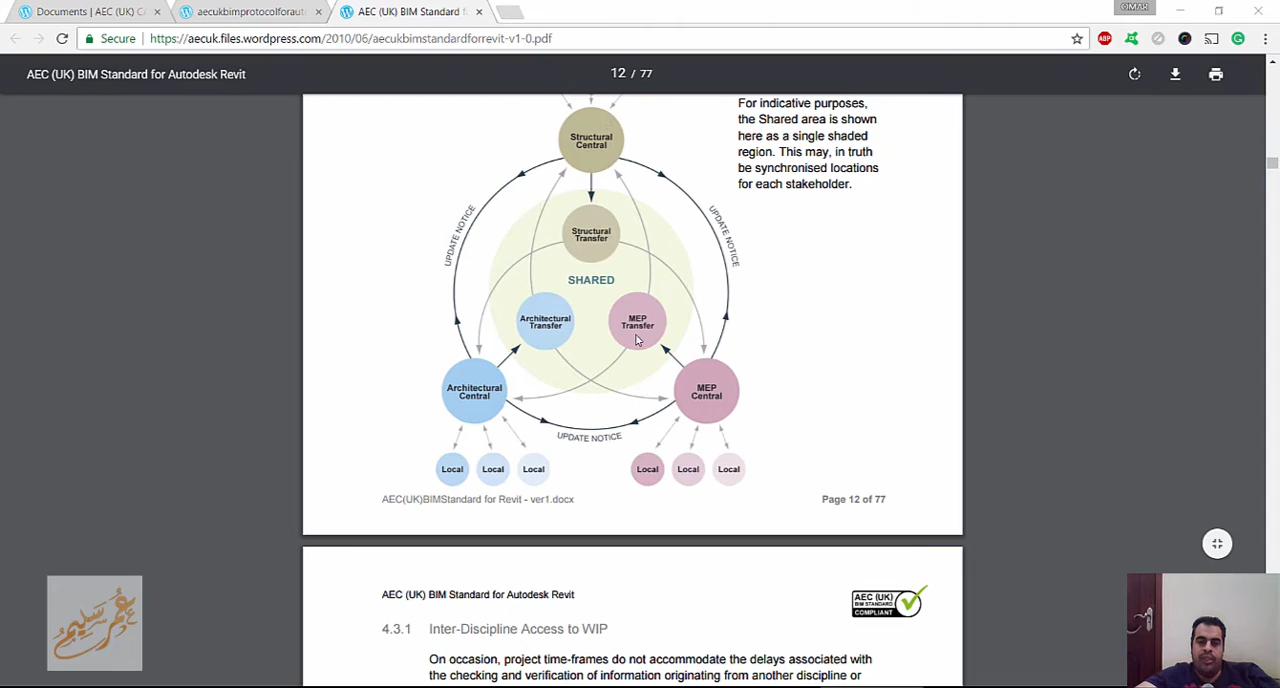 Documents | AEC (UK) C
aecukbimprotocolforauto
AEC (UK) BIM Standard f
OMAR
Secure
https://aecuk.files.wordpress.com/2010/06/aecukbimstandardforrevit-v1-0.pdf
ABP
AEC (UK) BIM Standard for Autodesk Revit
12 / 77
For indicative purposes,
the Shared area is shown
here as a single shaded
region. This may, in truth
be synchronised locations
for each stakeholder.
Structural
Central
UPDATE NOTICE
UPDATE NOTICE
Structural
Transfer
SHARED
Architectural
Transfer
MEP
Transfer
Architectural
Central
MEP
Central
UPDATE NOTICE
Local
Local
Local
Local
Local
Local
AEC(UK)BIMStandard for Revit - ver1.docx
Page 12 of 77
AEC (UK) BIM Standard for Autodesk Revit
AEC (UK)
BIM STANDARD
COMPLIANT
4.3.1 Inter-Discipline Access to WIP
On occasion, project time-frames do not accommodate the delays associated with
the checking and verification of information originating from another discipline or
عمر سليم